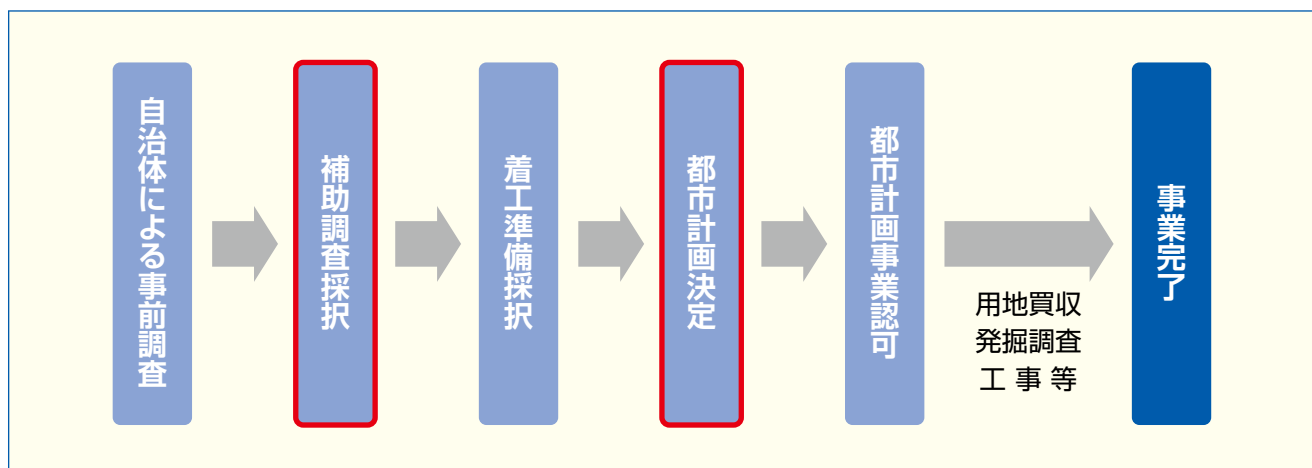 自治体による事前調査
補助調査採択
着工準備採択
都市計画決定
都市計画事業認可
用地買収
発掘調査
工 事 等
事業完了